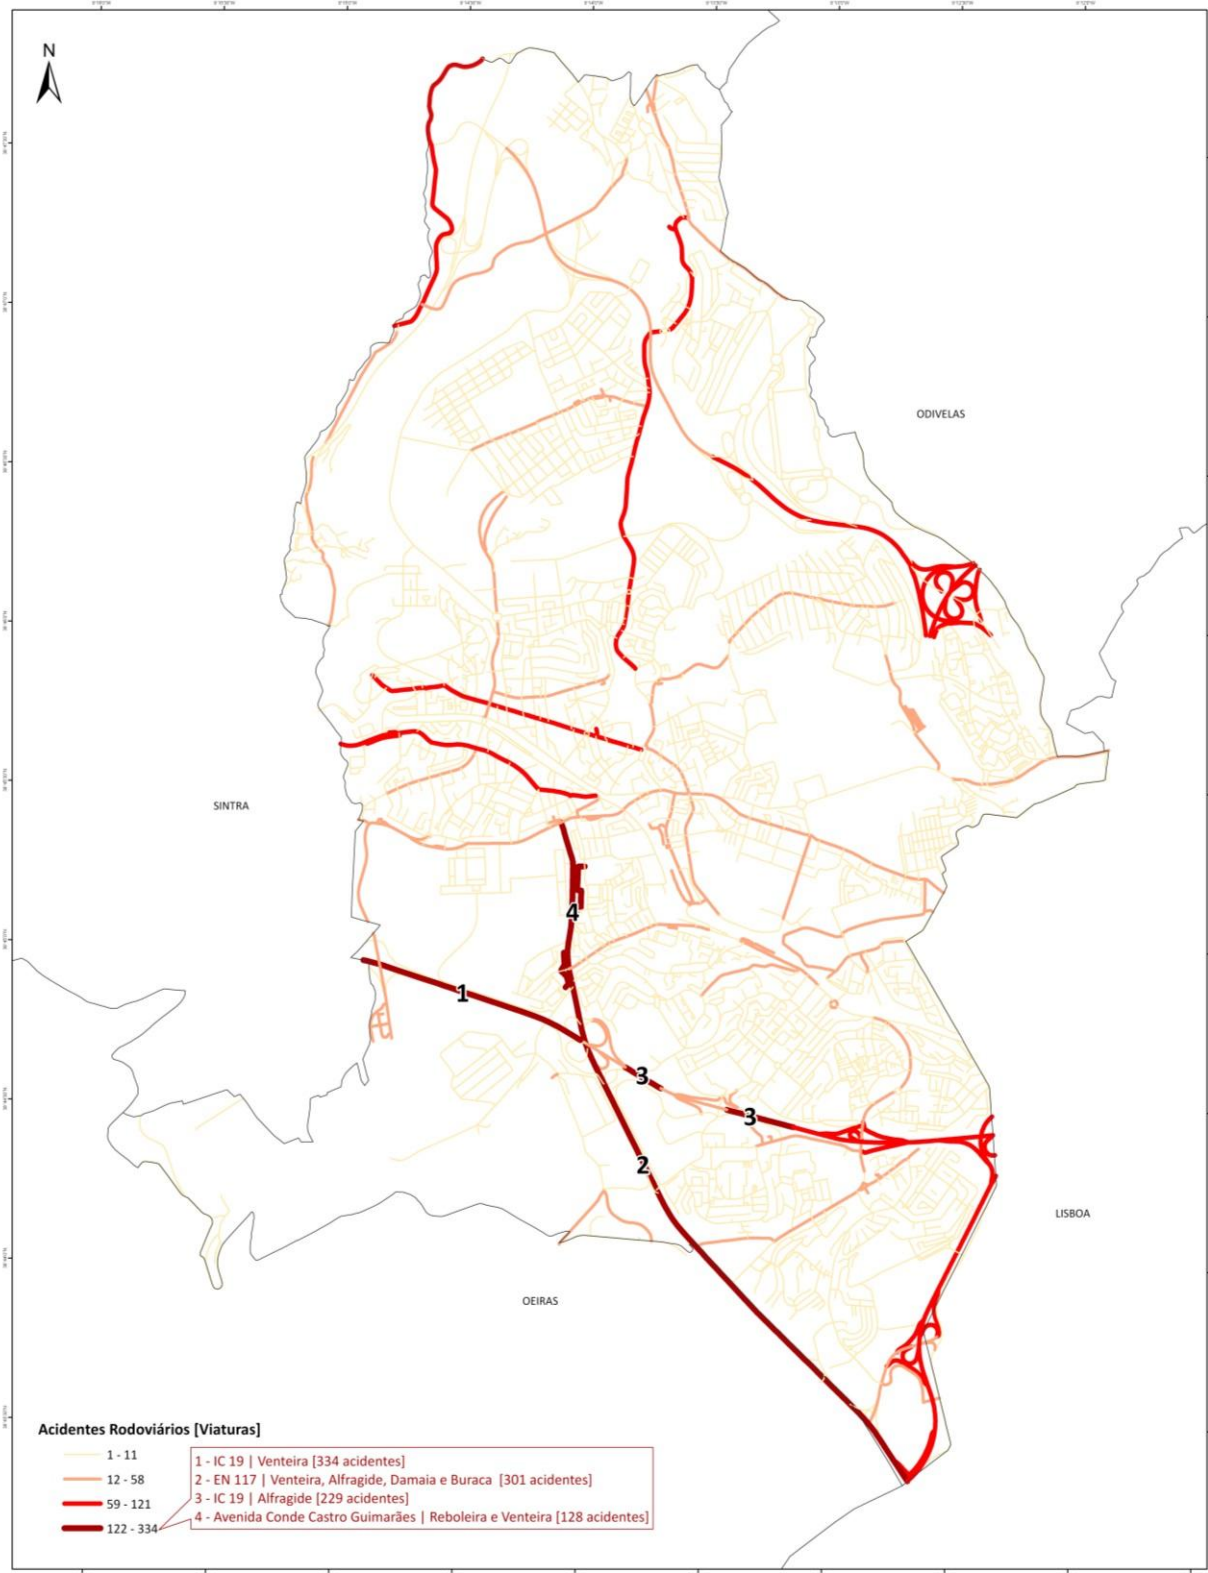 N
ODIVELAS
SINTRA
4
1
3
3
2
LISBOA
OEIRAS
Acidentes Rodoviários [Viaturas]
1 - 11
12 - 58
59 - 121
122 - 334
1 - IC 19 | Venteira [334 acidentes]
2 - EN 117 | Venteira, Alfragide, Damaia e Buraca [301 acidentes]
3 - IC 19 | Alfragide [229 acidentes]
4 - Avenida Conde Castro Guimarães | Reboleira e Venteira [128 acidentes]